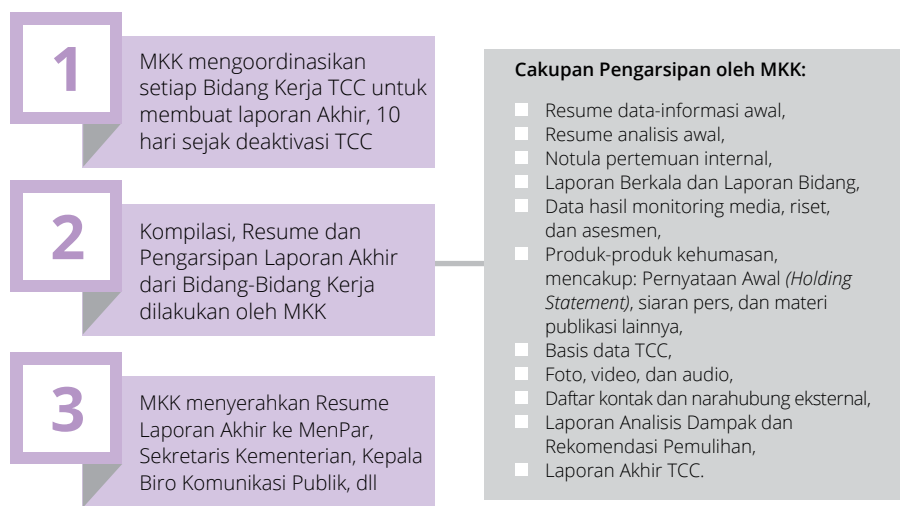 1
MKK mengoordinasikan
setiap Bidang Kerja TCC untuk
membuat laporan Akhir, 10
hari sejak deaktivasi TCC
2
Kompilasi, Resume dan
Pengarsipan Laporan Akhir
dari Bidang-Bidang Kerja
dilakukan oleh MKK
3
MKK menyerahkan Resume
Laporan Akhir ke MenPar,
Sekretaris Kementerian, Kepala
Biro Komunikasi Publik, dll
Cakupan Pengarsipan oleh MKK:
Resume data-informasi awal,
Resume analisis awal,
Notula pertemuan internal,
Laporan Berkala dan Laporan Bidang,
Data hasil monitoring media, riset,
dan asesmen,
Produk-produk kehumasan,
mencakup: Pernyataan Awal (Holding
Statement), siaran pers, dan materi
publikasi lainnya,
Basis data TCC,
Foto, video, dan audio,
Daftar kontak dan narahubung eksternal,
Laporan Analisis Dampak dan
Rekomendasi Pemulihan,
Laporan Akhir TCC.